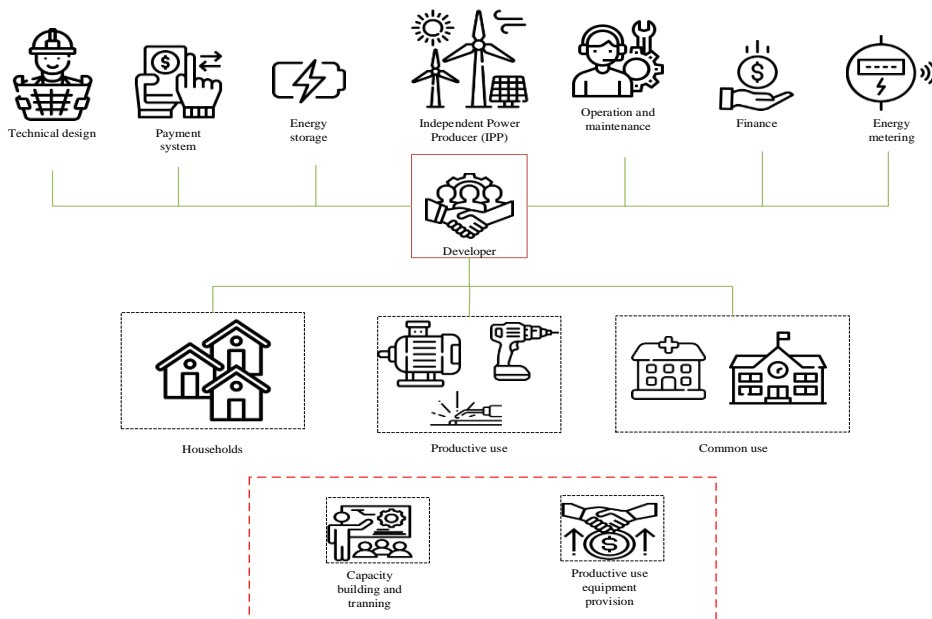 Technical design
Payment
system
Energy
storage
Independent Power
Producer (IPP)
Operation and
maintenance
Finance
Energy
metering
Developer
Households
Productive use
Common use
Capacity
building and
tranning
Productive use
equipment
provision